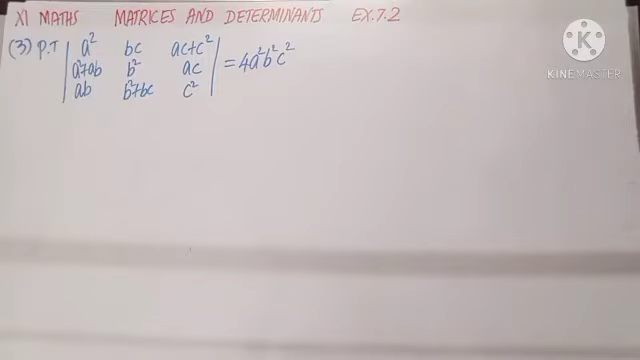 XI MATHS MATRICES AND DETERMINANTS EX.7.2
(3) P.T | a² bc ac+c² |
| a²+ab b² ac | = 4a²b²c²
| ab b²+bc c² |
KINEMASTER